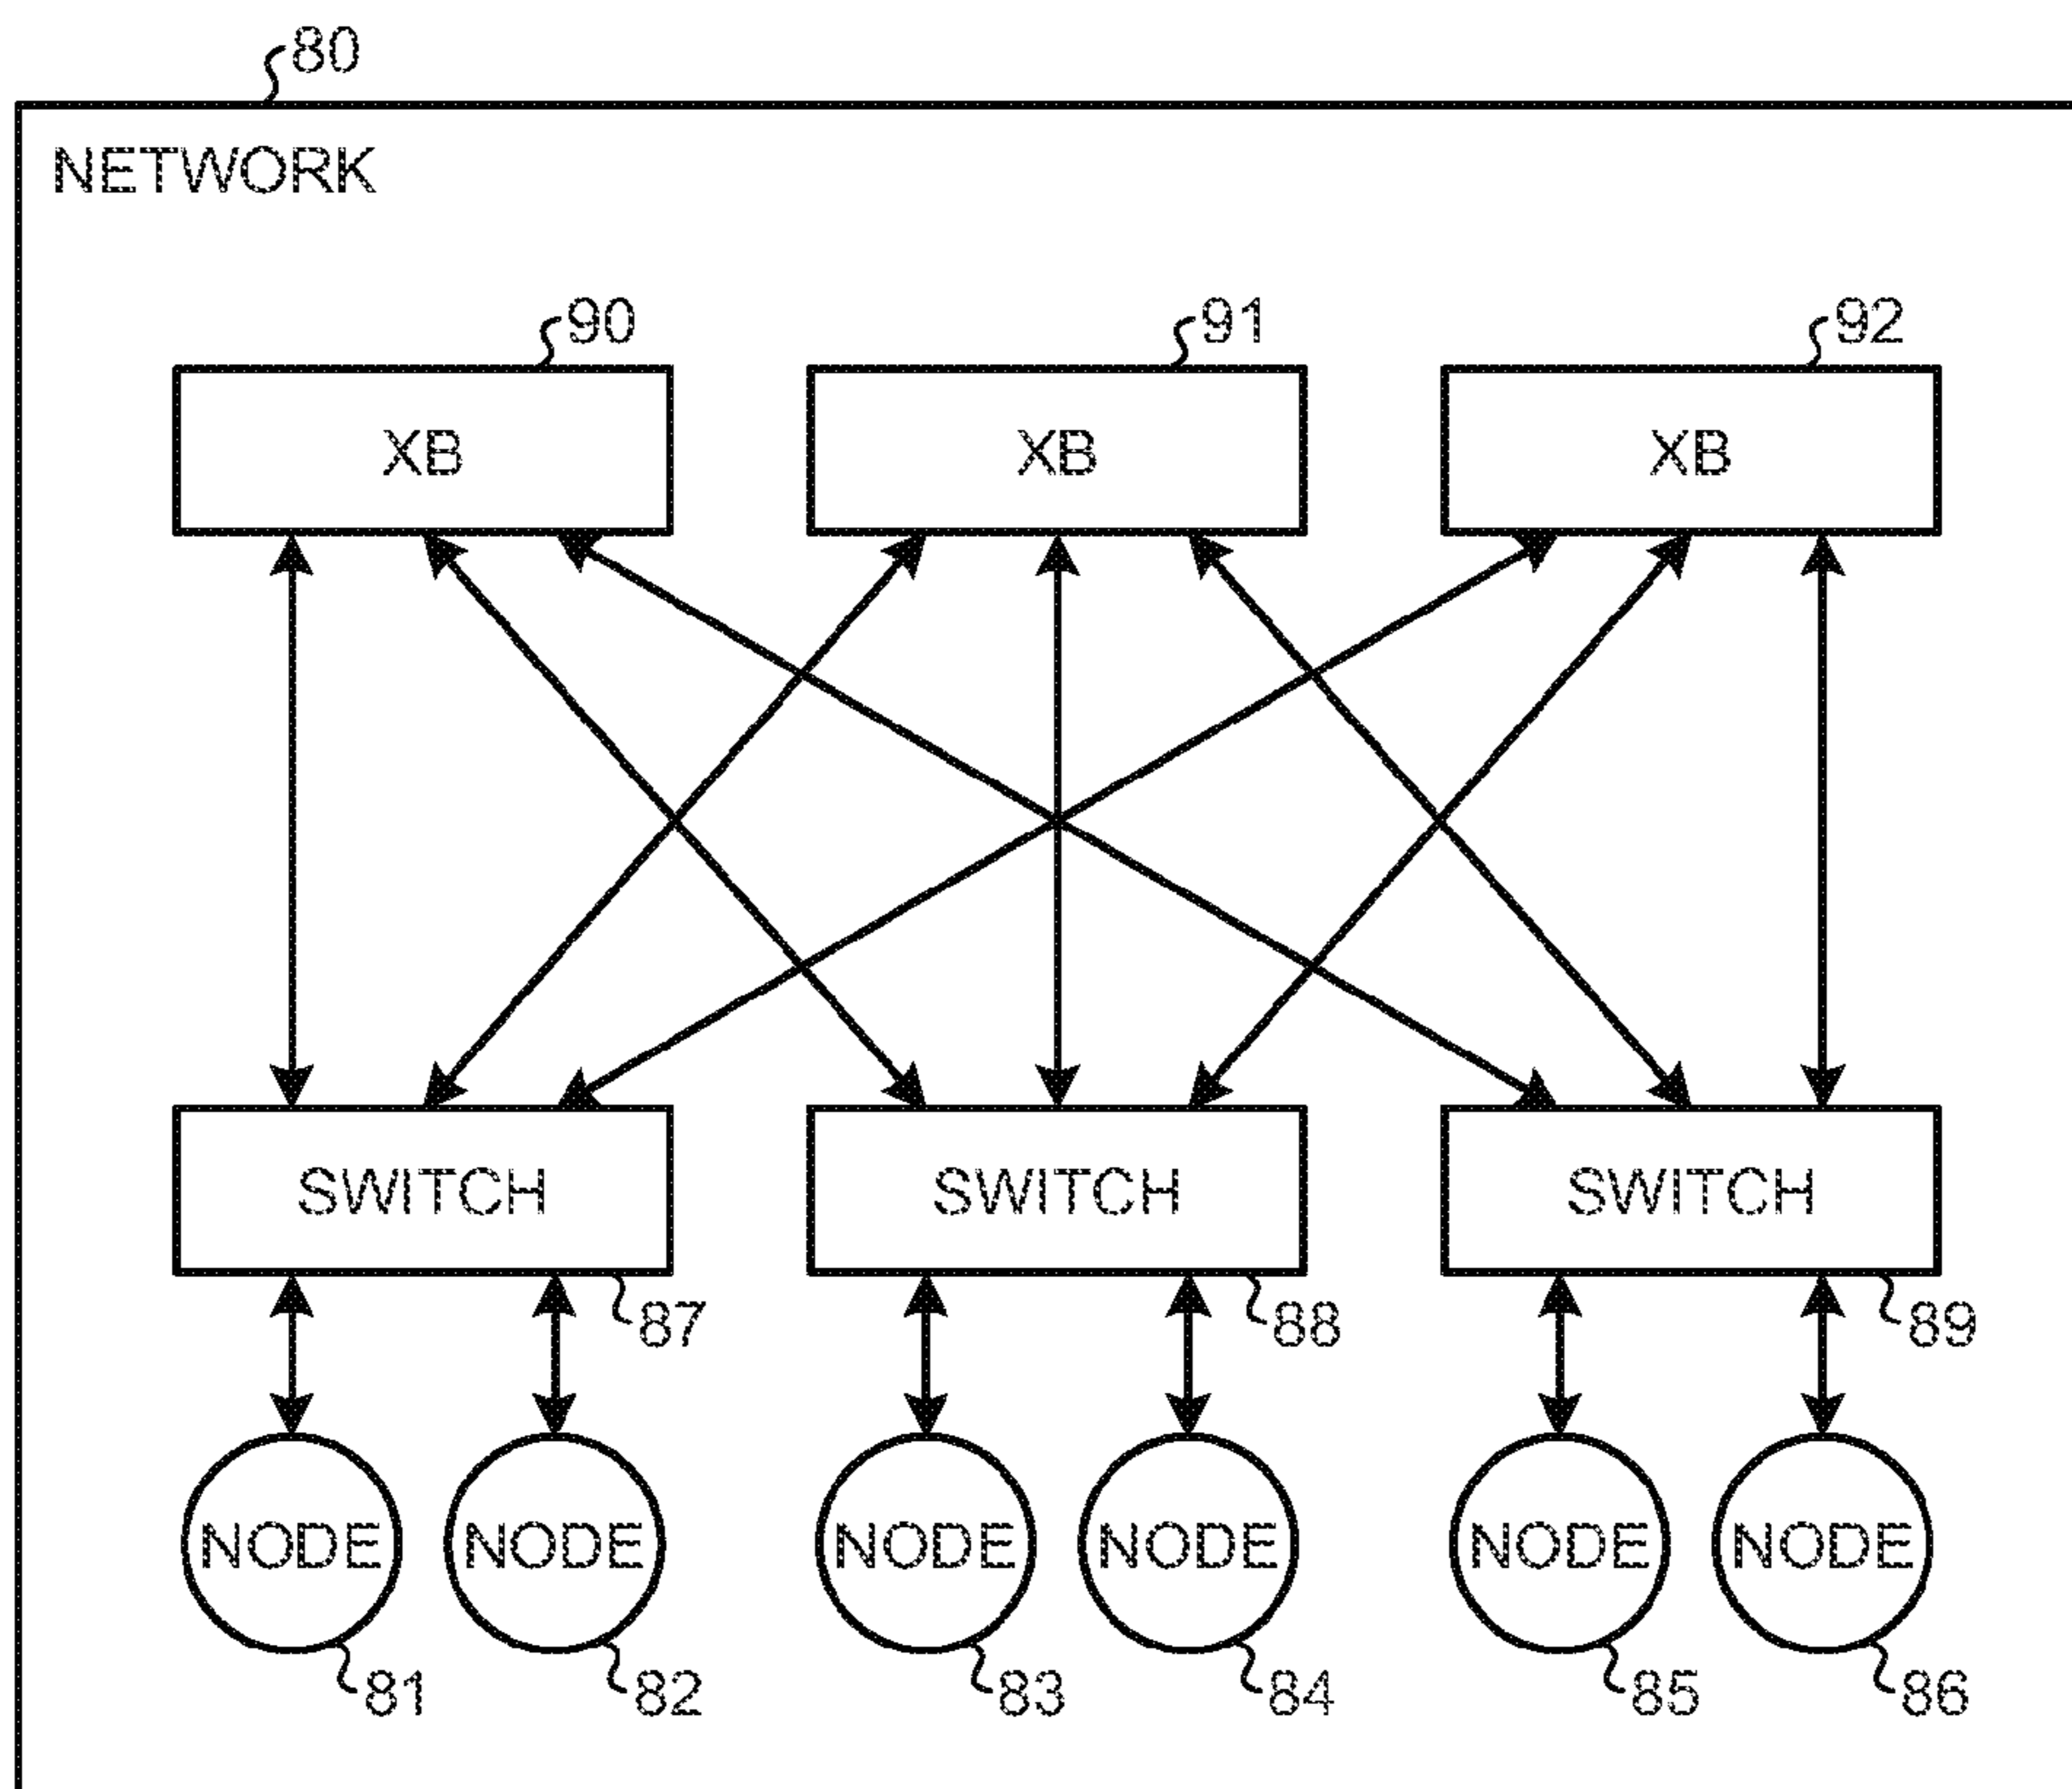 80
NETWORK
90
91
92
XB
XB
XB
SWITCH
SWITCH
SWITCH
87
88
89
NODE
NODE
NODE
NODE
NODE
NODE
81
82
83
84
85
86